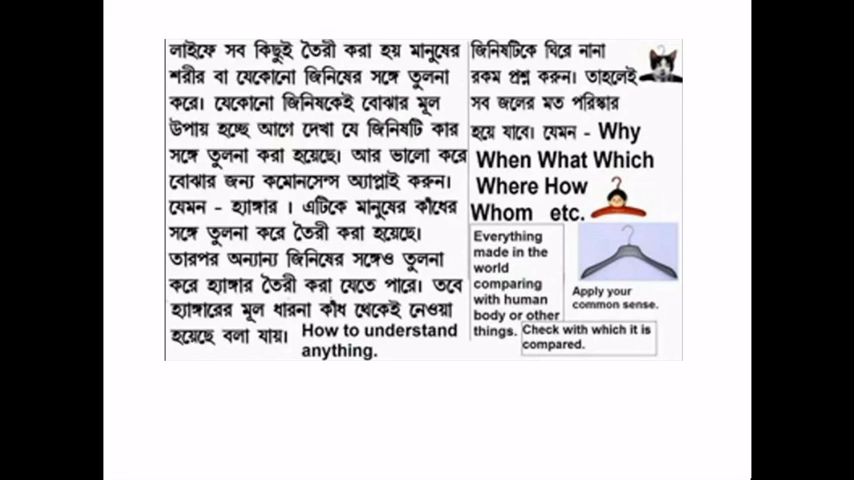 লাইফে সব কিছুই তৈরী করা হয় মানুষের
শরীর বা যেকোনো জিনিষের সঙ্গে তুলনা
করে। যেকোনো জিনিষকেই বোঝার মূল
উপায় হচ্ছে আগে দেখা যে জিনিষটি কার
সঙ্গে তুলনা করা হয়েছে। আর ভালো করে
বোঝার জন্য কমোনসেন্স অ্যাপ্লাই করুন।
যেমন - হ্যাঙ্গার । এটিকে মানুষের কাঁধের
সঙ্গে তুলনা করে তৈরী করা হয়েছে।
তারপর অন্যান্য জিনিষের সঙ্গেও তুলনা
করে হ্যাঙ্গার তৈরী করা যেতে পারে। তবে
হ্যাঙ্গারের মূল ধারনা কাঁধ থেকেই নেওয়া
হয়েছে বলা যায়।
How to understand
anything.
জিনিষটিকে ঘিরে নানা
রকম প্রশ্ন করুন। তাহলেই
সব জলের মত পরিস্কার
হয়ে যাবে। যেমন - Why
When What Which
Where How
Whom etc.
Everything
made in the
world
comparing
with human
body or other
things.
Apply your
common sense.
Check with which it is
compared.